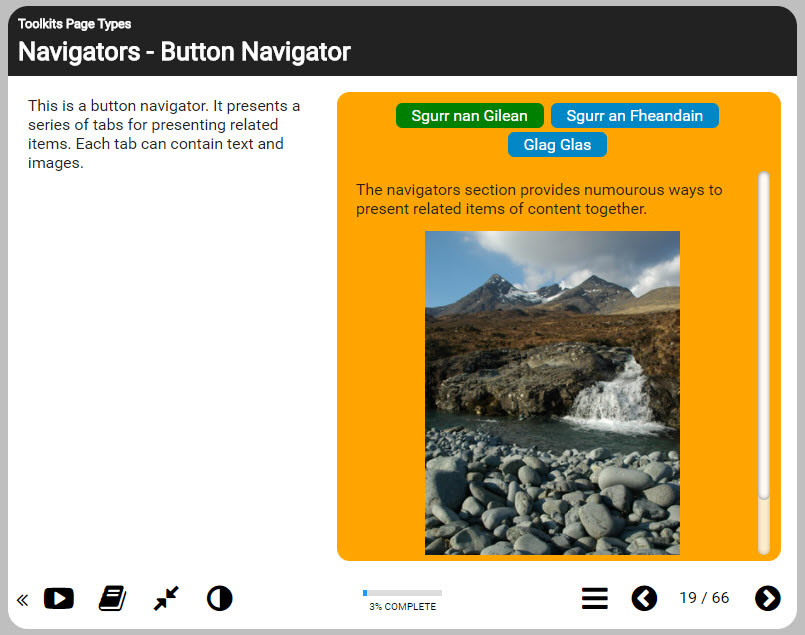 Toolkits Page Types
Navigators - Button Navigator
This is a button navigator. It presents a
series of tabs for presenting related
items. Each tab can contain text and
images.
Sgurr nan Gilean
Sgurr an Fheandain
Glag Glas
The navigators section provides numourous ways to
present related items of content together.
3% COMPLETE
19 / 66